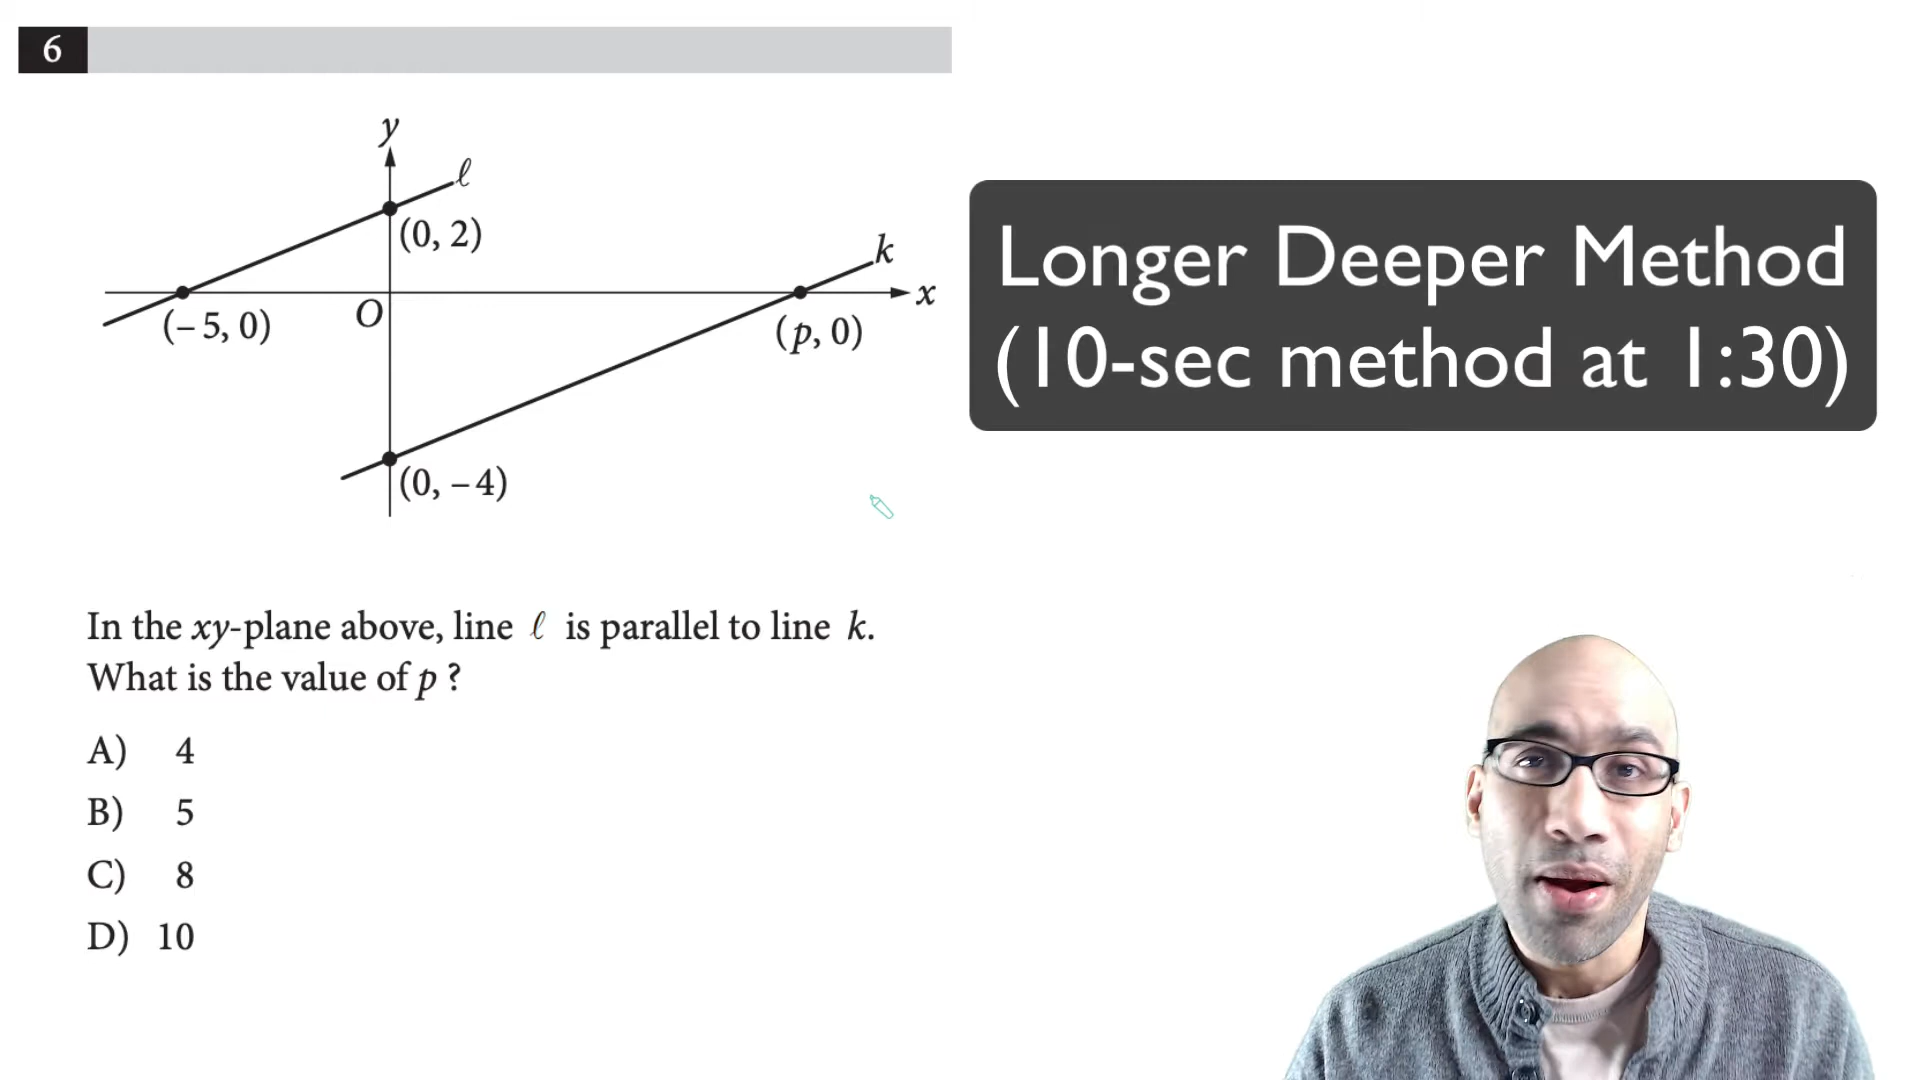 6
y
ℓ
(0, 2)
k
x
O
(– 5, 0)
(p, 0)
(0, – 4)
Longer Deeper Method
(10-sec method at 1:30)
In the xy-plane above, line ℓ is parallel to line k.
What is the value of p ?
A) 4
B) 5
C) 8
D) 10